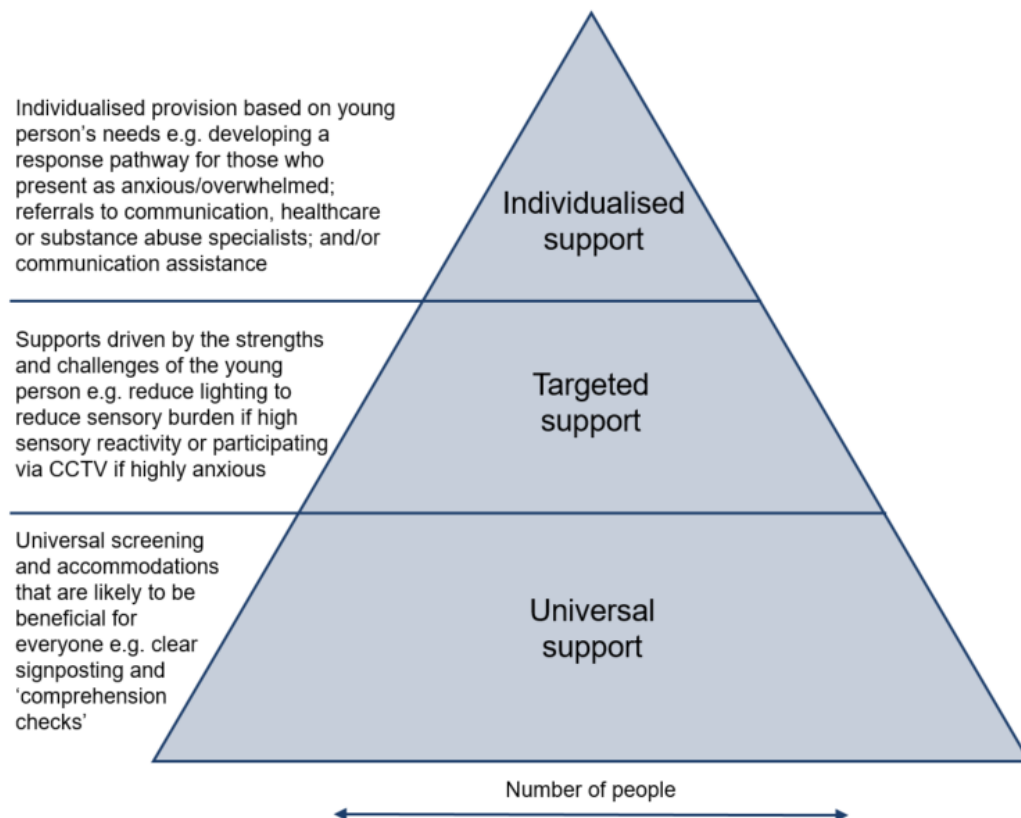 Individualised provision based on young
person’s needs e.g. developing a
response pathway for those who
present as anxious/overwhelmed;
referrals to communication, healthcare
or substance abuse specialists; and/or
communication assistance
Individualised
support
Supports driven by the strengths
and challenges of the young
person e.g. reduce lighting to
reduce sensory burden if high
sensory reactivity or participating
via CCTV if highly anxious
Targeted
support
Universal screening
and accommodations
that are likely to be
beneficial for
everyone e.g. clear
signposting and
‘comprehension
checks’
Universal
support
Number of people